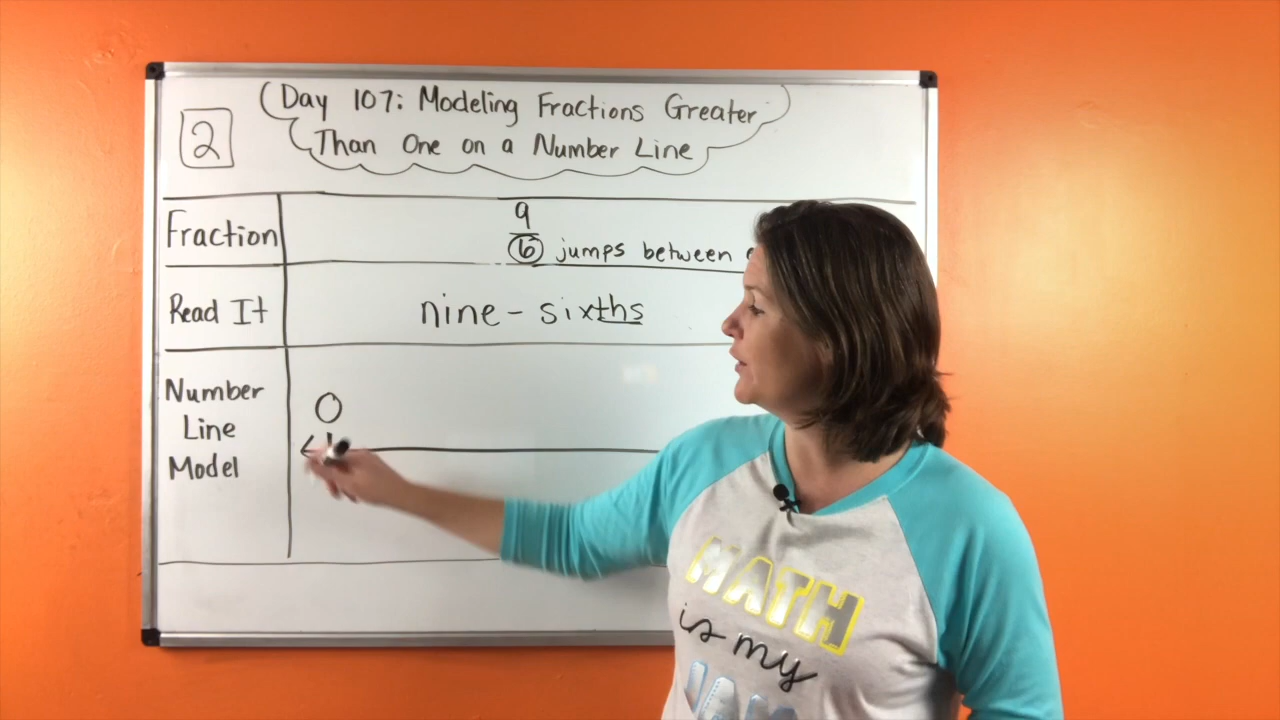 2
Day 107: Modeling Fractions Greater
Than One on a Number Line
Fraction
9
6 jumps between
Read It
nine-sixths
Number
Line
Model
0
MATH
is my
JAM